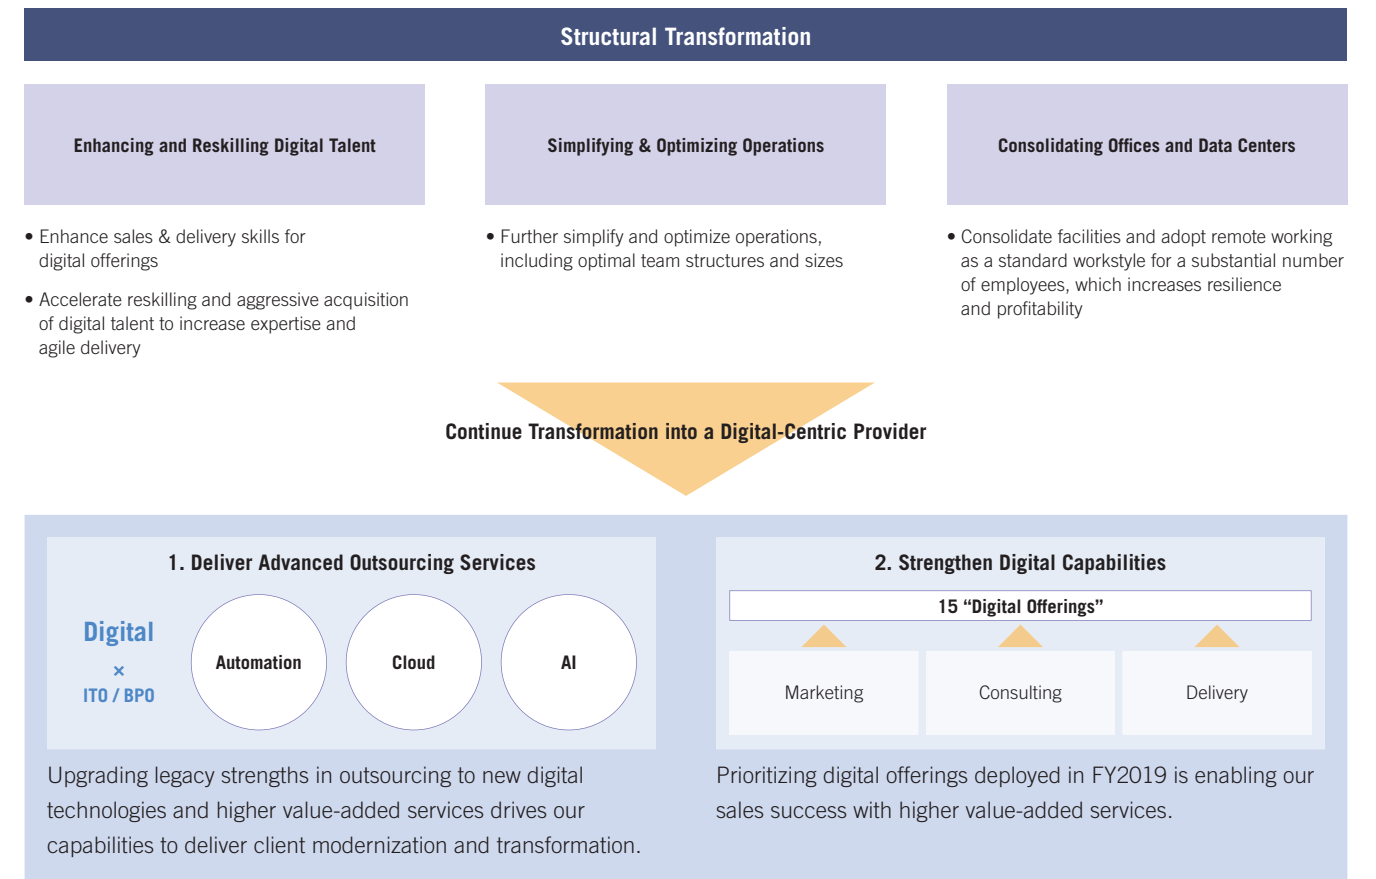 Structural Transformation
Enhancing and Reskilling Digital Talent
• Enhance sales & delivery skills for
digital offerings
• Accelerate reskilling and aggressive acquisition
of digital talent to increase expertise and
agile delivery
Simplifying & Optimizing Operations
• Further simplify and optimize operations,
including optimal team structures and sizes
Consolidating Offices and Data Centers
• Consolidate facilities and adopt remote working
as a standard workstyle for a substantial number
of employees, which increases resilience
and profitability
Continue Transformation into a Digital-Centric Provider
1. Deliver Advanced Outsourcing Services
Digital
×
ITO / BPO
Automation
Cloud
AI
Upgrading legacy strengths in outsourcing to new digital
technologies and higher value-added services drives our
capabilities to deliver client modernization and transformation.
2. Strengthen Digital Capabilities
15 “Digital Offerings”
Marketing
Consulting
Delivery
Prioritizing digital offerings deployed in FY2019 is enabling our
sales success with higher value-added services.